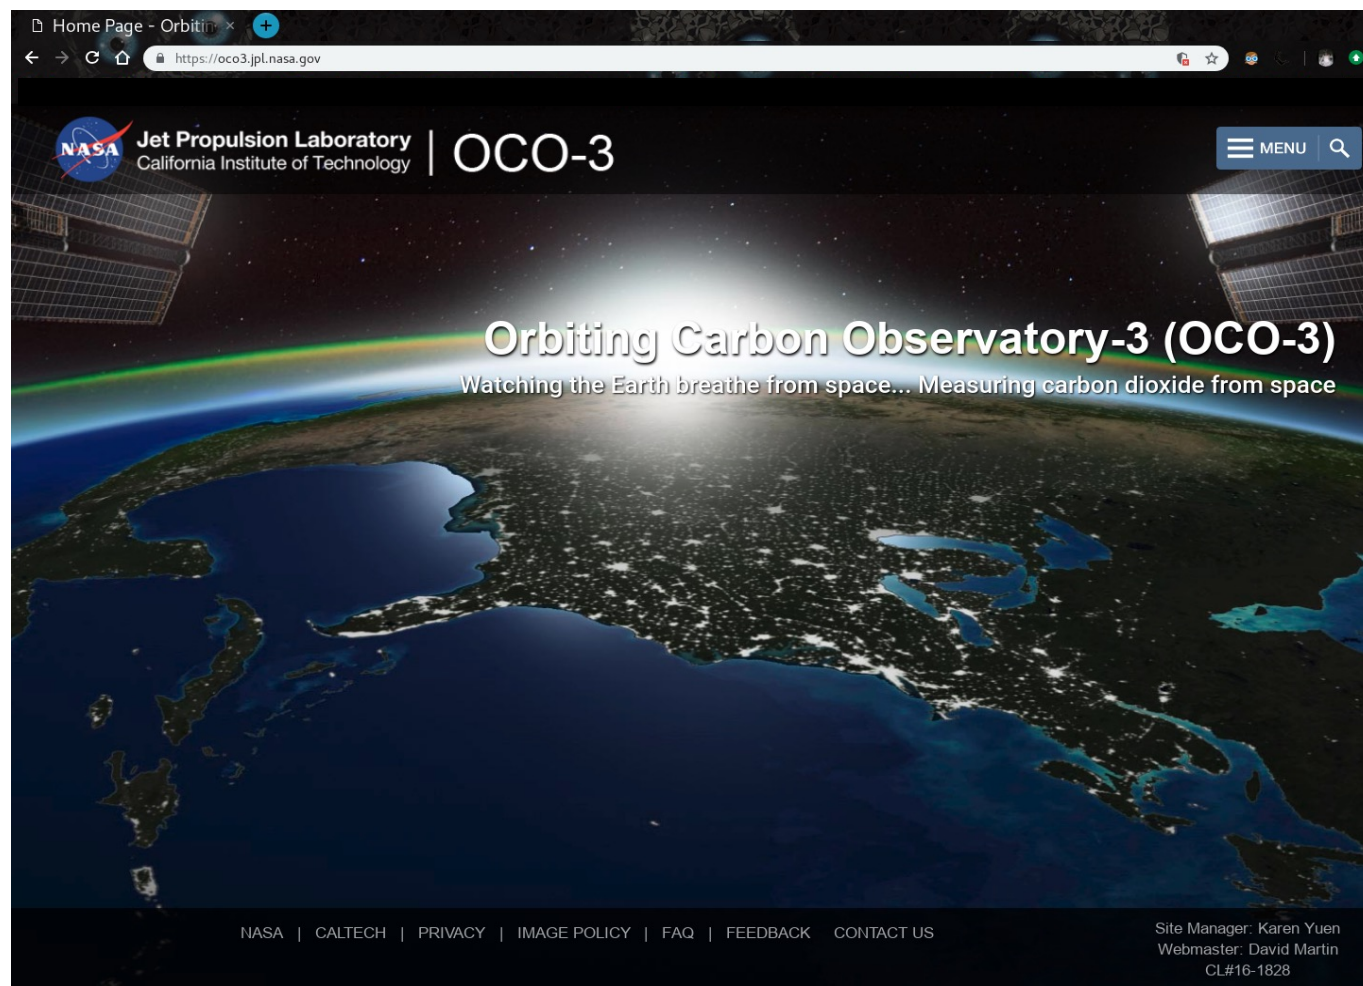 Home Page - Orbitin
https://oco3.jpl.nasa.gov
NASA
Jet Propulsion Laboratory
California Institute of Technology
OCO-3
MENU
Orbiting Carbon Observatory-3 (OCO-3)
Watching the Earth breathe from space... Measuring carbon dioxide from space
NASA | CALTECH | PRIVACY | IMAGE POLICY | FAQ | FEEDBACK CONTACT US
Site Manager: Karen Yuen
Webmaster: David Martin
CL#16-1828